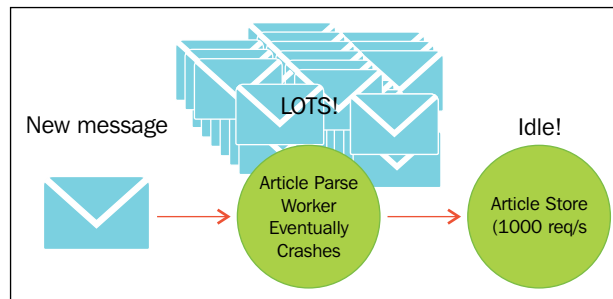 New message
LOTS!
Idle!
Article Parse
Worker
Eventually
Crashes
Article Store
(1000 req/s